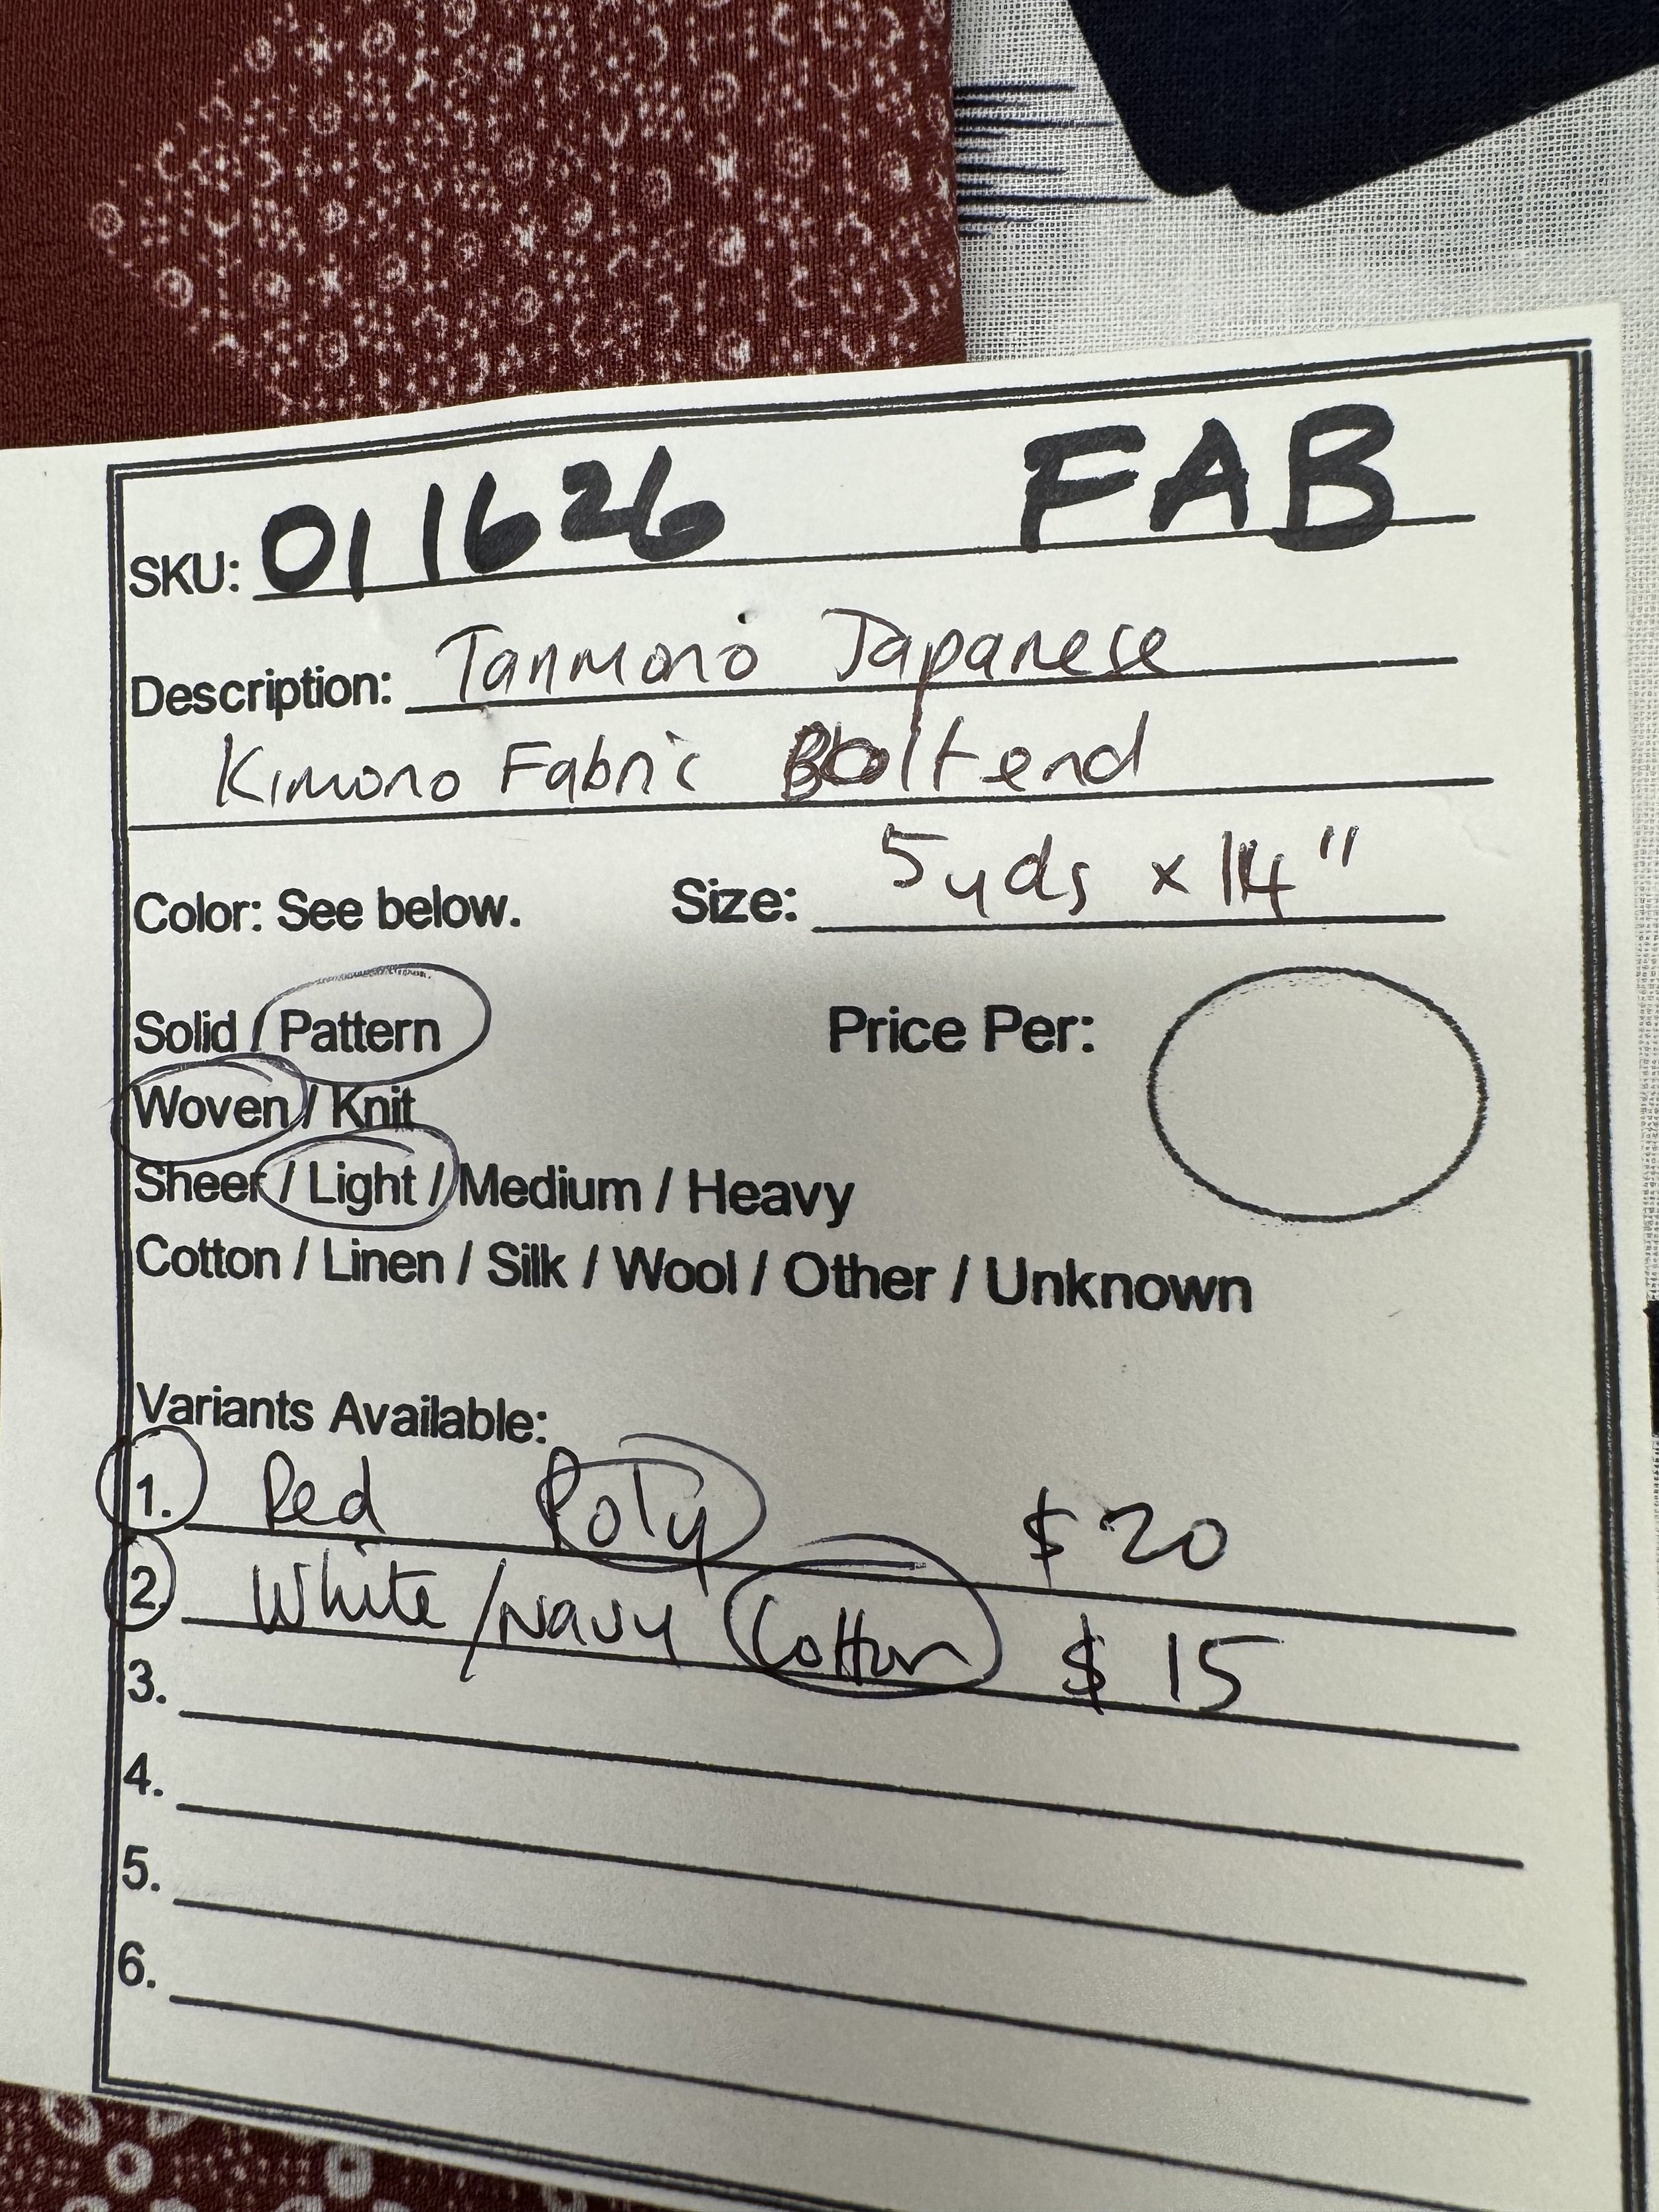 SKU: 011626 FAB
Description: Tanmono Japanese
Kimono Fabric Bolt end
Color: See below. Size: 5yds x 14"
Solid / Pattern Price Per:
Woven / Knit
Sheer / Light / Medium / Heavy
Cotton / Linen / Silk / Wool / Other / Unknown
Variants Available:
1. Red Poly $20
2. White/Navy Cotton $15
3.
4.
5.
6.